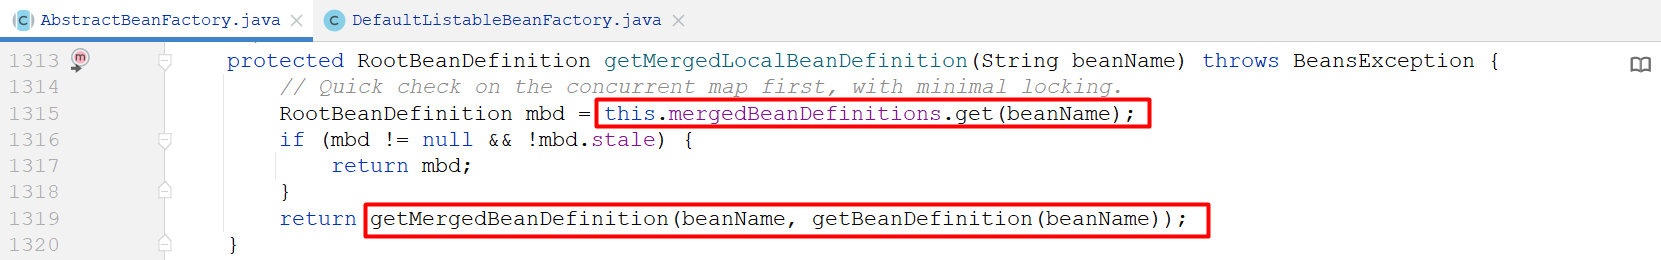 AbstractBeanFactory.java DefaultListableBeanFactory.java
1313 protected RootBeanDefinition getMergedLocalBeanDefinition(String beanName) throws BeansException {
1314 // Quick check on the concurrent map first, with minimal locking.
1315 RootBeanDefinition mbd = this.mergedBeanDefinitions.get(beanName);
1316 if (mbd != null && !mbd.stale) {
1317 return mbd;
1318 }
1319 return getMergedBeanDefinition(beanName, getBeanDefinition(beanName));
1320 }